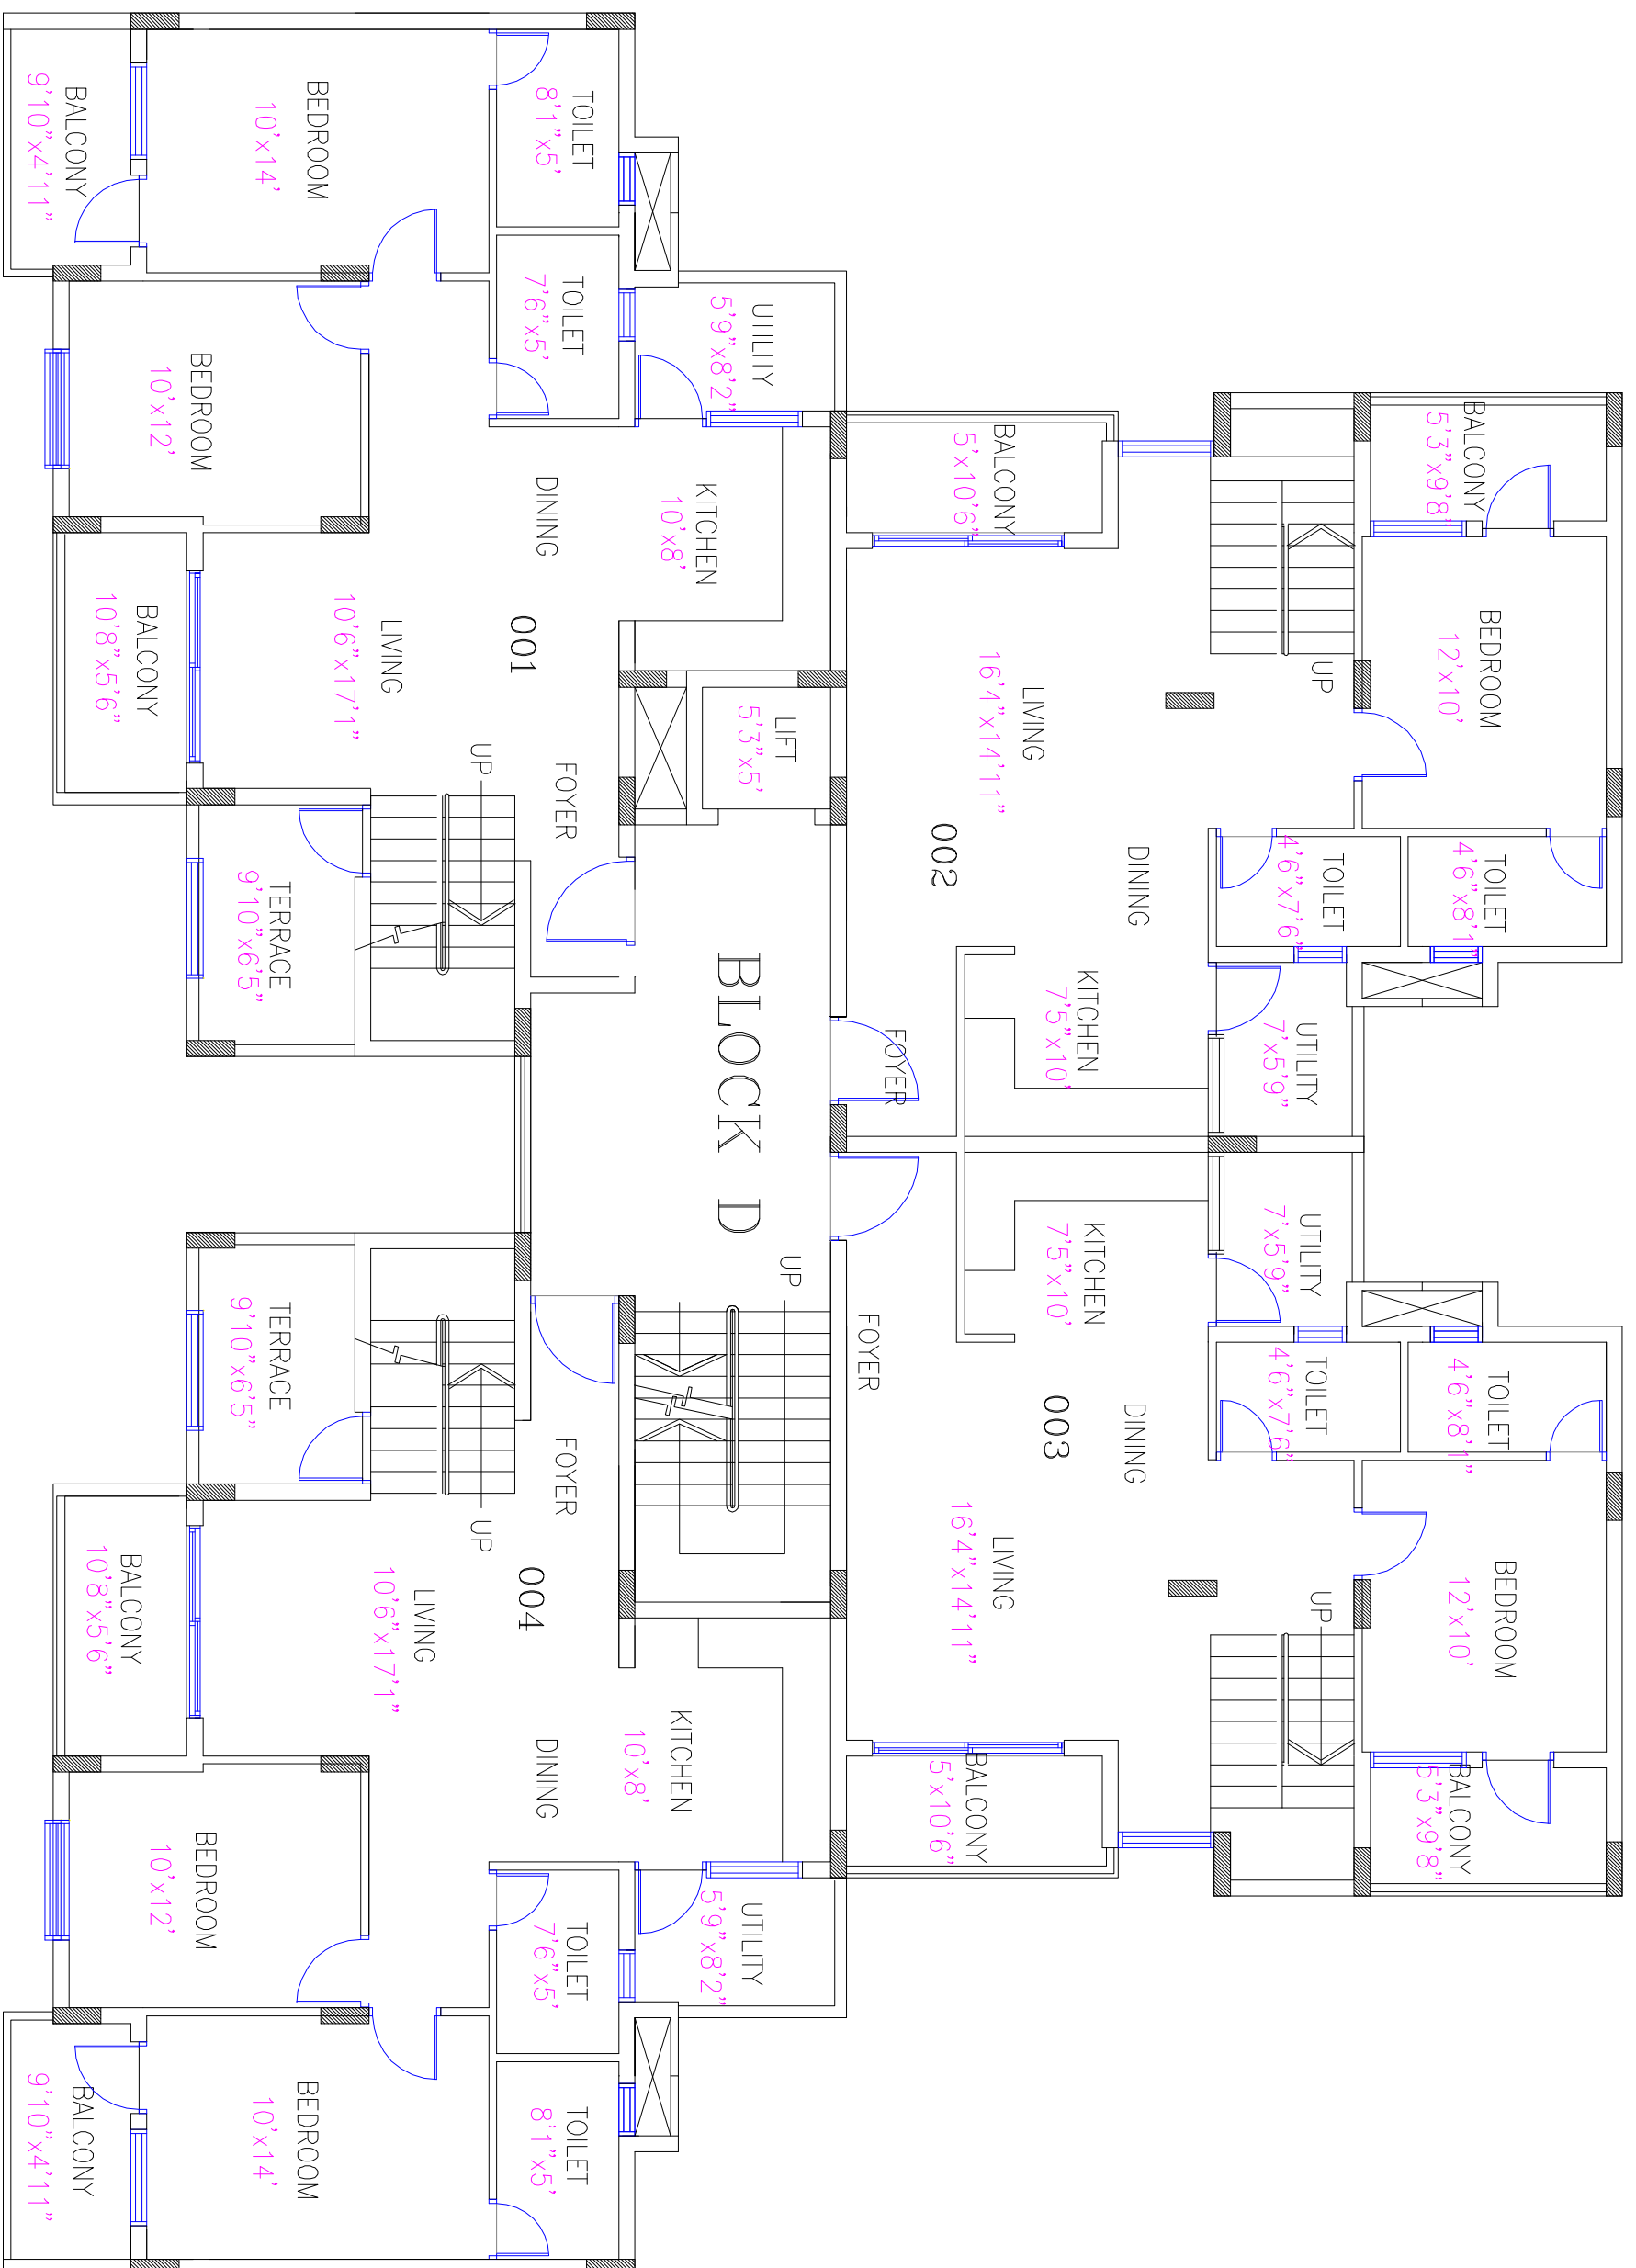 BALCONY
5'3"x9'8"
BEDROOM
12'x10'
TOILET
4'6"x8'1"
TOILET
4'6"x8'1"
BEDROOM
12'x10'
BALCONY
5'3"x9'8"
UP
TOILET
4'6"x7'6"
UTILITY
7'x5'9"
UTILITY
7'x5'9"
TOILET
4'6"x7'6"
UP
DINING
KITCHEN
7'5"x10'
KITCHEN
7'5"x10'
DINING
BALCONY
5'x10'6"
LIVING
16'4"x14'11"
002
FOYER
FOYER
003
LIVING
16'4"x14'11"
BALCONY
5'x10'6"
UTILITY
5'9"x8'2"
KITCHEN
10'x8'
LIFT
5'3"x5'
BLOCK D
UP
KITCHEN
10'x8'
UTILITY
5'9"x8'2"
TOILET
8'1"x5'
TOILET
7'6"x5'
DINING
001
FOYER
FOYER
004
DINING
TOILET
7'6"x5'
TOILET
8'1"x5'
UP
UP
BEDROOM
10'x14'
LIVING
10'6"x17'1"
TERRACE
9'10"x6'5"
TERRACE
9'10"x6'5"
LIVING
10'6"x17'1"
BEDROOM
10'x14'
BEDROOM
10'x12'
BALCONY
10'8"x5'6"
BALCONY
10'8"x5'6"
BEDROOM
10'x12'
BALCONY
9'10"x4'11"
BALCONY
9'10"x4'11"